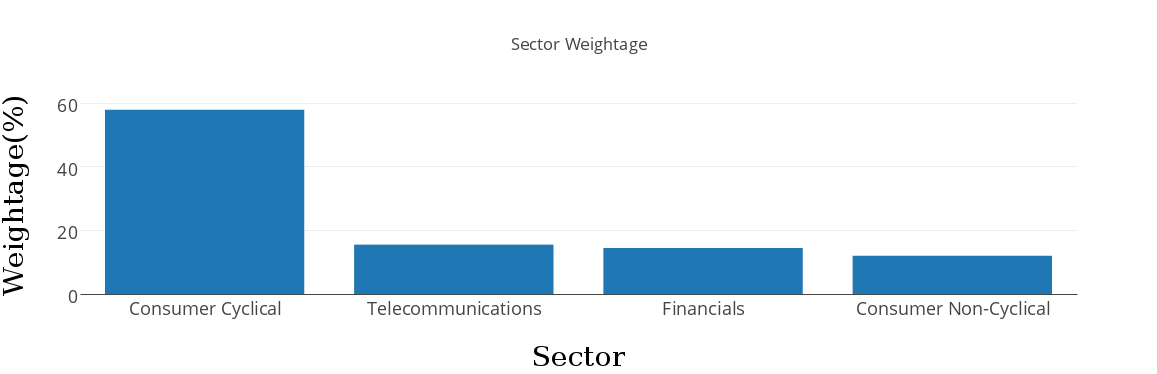 Sector Weightage
Weightage(%)
60
40
20
0
Consumer Cyclical
Telecommunications
Financials
Consumer Non-Cyclical
Sector